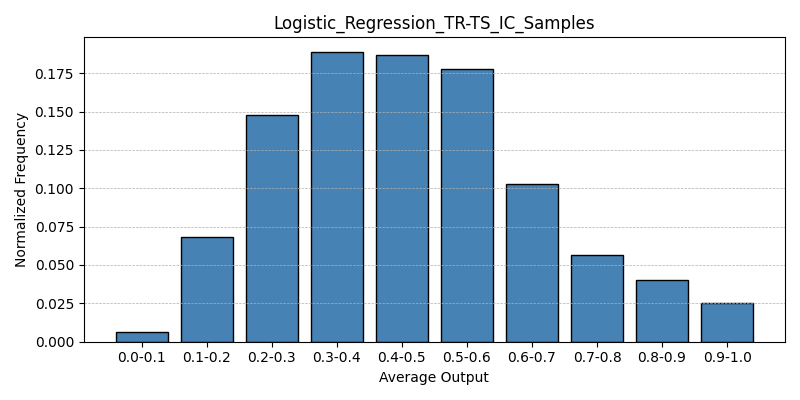 Logistic_Regression_TR-TS_IC_Samples
Normalized Frequency
0.175
0.150
0.125
0.100
0.075
0.050
0.025
0.000
0.0-0.1 0.1-0.2 0.2-0.3 0.3-0.4 0.4-0.5 0.5-0.6 0.6-0.7 0.7-0.8 0.8-0.9 0.9-1.0
Average Output